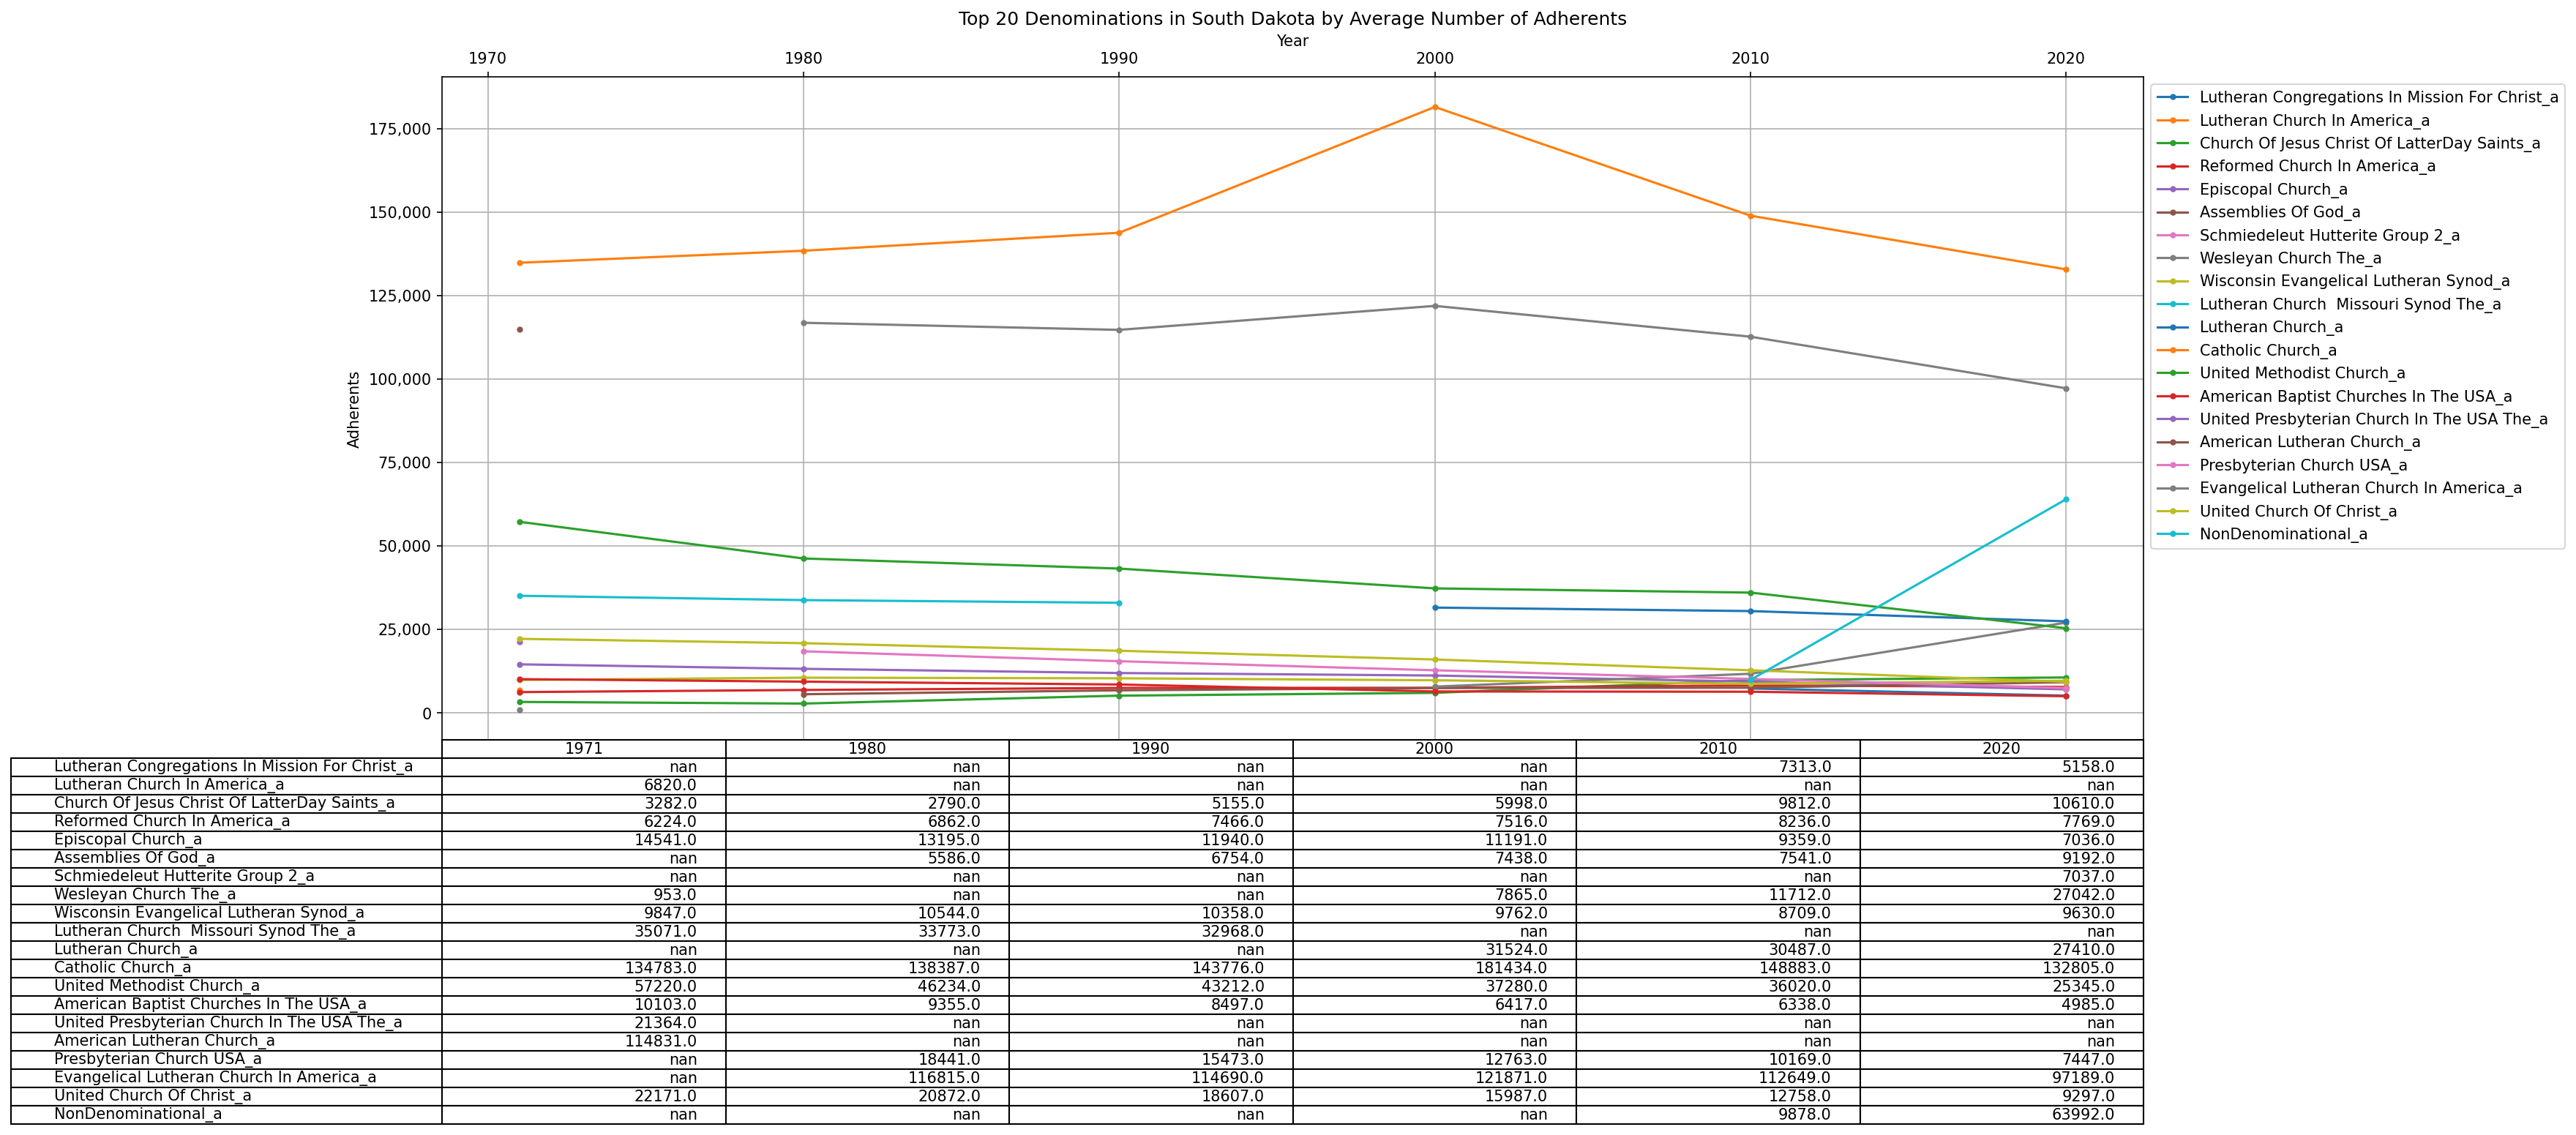 Top 20 Denominations in South Dakota by Average Number of Adherents
Year
1970 1980 1990 2000 2010 2020
175,000
150,000
125,000
100,000
75,000
50,000
25,000
0
Adherents
Lutheran Congregations In Mission For Christ_a
Lutheran Church In America_a
Church Of Jesus Christ Of LatterDay Saints_a
Reformed Church In America_a
Episcopal Church_a
Assemblies Of God_a
Schmiedeleut Hutterite Group 2_a
Wesleyan Church The_a
Wisconsin Evangelical Lutheran Synod_a
Lutheran Church  Missouri Synod The_a
Lutheran Church_a
Catholic Church_a
United Methodist Church_a
American Baptist Churches In The USA_a
United Presbyterian Church In The USA The_a
American Lutheran Church_a
Presbyterian Church USA_a
Evangelical Lutheran Church In America_a
United Church Of Christ_a
NonDenominational_a
1971 1980 1990 2000 2010 2020
Lutheran Congregations In Mission For Christ_a nan nan nan nan 7313.0 5158.0
Lutheran Church In America_a 6820.0 nan nan nan nan nan
Church Of Jesus Christ Of LatterDay Saints_a 3282.0 2790.0 5155.0 5998.0 9812.0 10610.0
Reformed Church In America_a 6224.0 6862.0 7466.0 7516.0 8236.0 7769.0
Episcopal Church_a 14541.0 13195.0 11940.0 11191.0 9359.0 7036.0
Assemblies Of God_a nan 5586.0 6754.0 7438.0 7541.0 9192.0
Schmiedeleut Hutterite Group 2_a nan nan nan nan nan 7037.0
Wesleyan Church The_a 953.0 nan nan 7865.0 11712.0 27042.0
Wisconsin Evangelical Lutheran Synod_a 9847.0 10544.0 10358.0 9762.0 8709.0 9630.0
Lutheran Church  Missouri Synod The_a 35071.0 33773.0 32968.0 nan nan nan
Lutheran Church_a nan nan nan 31524.0 30487.0 27410.0
Catholic Church_a 134783.0 138387.0 143776.0 181434.0 148883.0 132805.0
United Methodist Church_a 57220.0 46234.0 43212.0 37280.0 36020.0 25345.0
American Baptist Churches In The USA_a 10103.0 9355.0 8497.0 6417.0 6338.0 4985.0
United Presbyterian Church In The USA The_a 21364.0 nan nan nan nan nan
American Lutheran Church_a 114831.0 nan nan nan nan nan
Presbyterian Church USA_a nan 18441.0 15473.0 12763.0 10169.0 7447.0
Evangelical Lutheran Church In America_a nan 116815.0 114690.0 121871.0 112649.0 97189.0
United Church Of Christ_a 22171.0 20872.0 18607.0 15987.0 12758.0 9297.0
NonDenominational_a nan nan nan nan 9878.0 63992.0